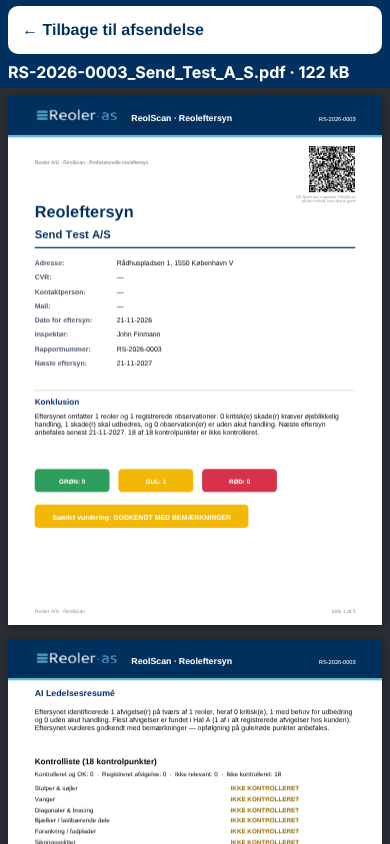 ← Tilbage til afsendelse
RS-2026-0003_Send_Test_A_S.pdf · 122 kB
Reoler·as
ReolScan · Reoleftersyn
RS-2026-0003
Reoler A/S · ReolScan · Professionelle reoleftersyn
Reoleftersyn
Send Test A/S
Adresse: Rådhuspladsen 1, 1550 København V
CVR: —
Kontaktperson: —
Mail: —
Dato for eftersyn: 21-11-2026
Inspektør: John Finmann
Rapportnummer: RS-2026-0003
Næste eftersyn: 21-11-2027
Konklusion
Eftersynet omfatter 1 reoler og 1 registrerede observationer. 0 kritisk(e) skade(r) kræver øjeblikkelig
handling, 1 skade(r) skal udbedres, og 0 observation(er) er uden akut handling. Næste eftersyn
anbefales senest 21-11-2027. 18 af 18 kontrolpunkter er ikke kontrolleret.
GRØN: 0
GUL: 1
RØD: 0
Samlet vurdering: GODKENDT MED BEMÆRKNINGER
Reoler A/S · ReolScan
Side 1 af 5
Reoler·as
ReolScan · Reoleftersyn
RS-2026-0003
AI Ledelsesresumé
Eftersynet identificerede 1 afvigelse(r) på tværs af 1 reoler, heraf 0 kritisk(e), 1 med behov for udbedring
og 0 uden akut handling. Flest afvigelser er fundet i Hal A (1 af i alt registrerede afvigelser hos kunden).
Eftersynet vurderes godkendt med bemærkninger — opfølgning på gule/røde punkter anbefales.
Kontrolliste (18 kontrolpunkter)
Kontrolleret og OK: 0 · Registreret afvigelse: 0 · Ikke relevant: 0 · Ikke kontrolleret: 18
Stolper & søjler IKKE KONTROLLERET
Vanger IKKE KONTROLLERET
Diagonaler & bracing IKKE KONTROLLERET
Bjælker / lastbærende dele IKKE KONTROLLERET
Forankring / fodplader IKKE KONTROLLERET
Sikringssplitter IKKE KONTROLLERET